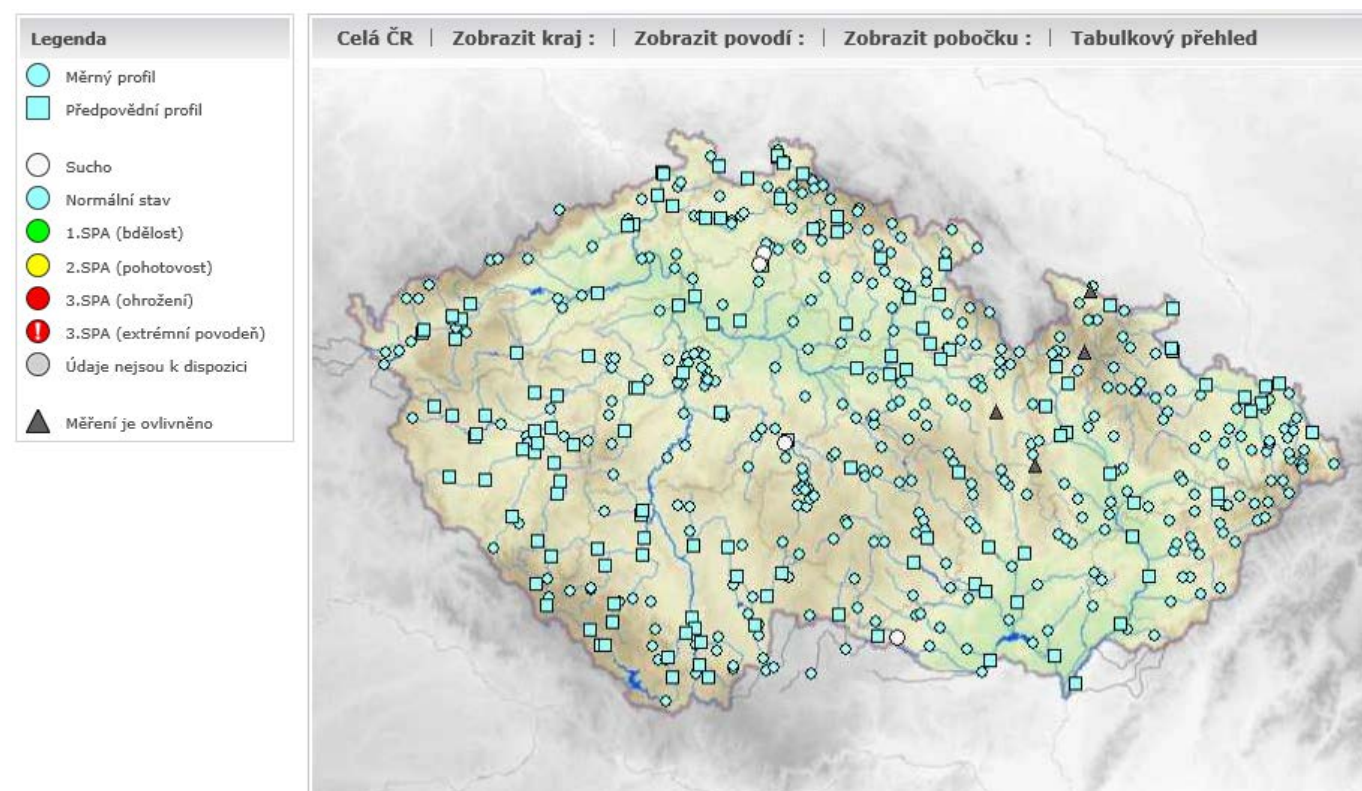 Legenda
Měrný profil
Předpovědní profil
Sucho
Normální stav
1.SPA (bdělost)
2.SPA (pohotovost)
3.SPA (ohrožení)
3.SPA (extrémní povodeň)
Údaje nejsou k dispozici
Měření je ovlivněno
Celá ČR | Zobrazit kraj : | Zobrazit povodí : | Zobrazit pobočku : | Tabulkový přehled